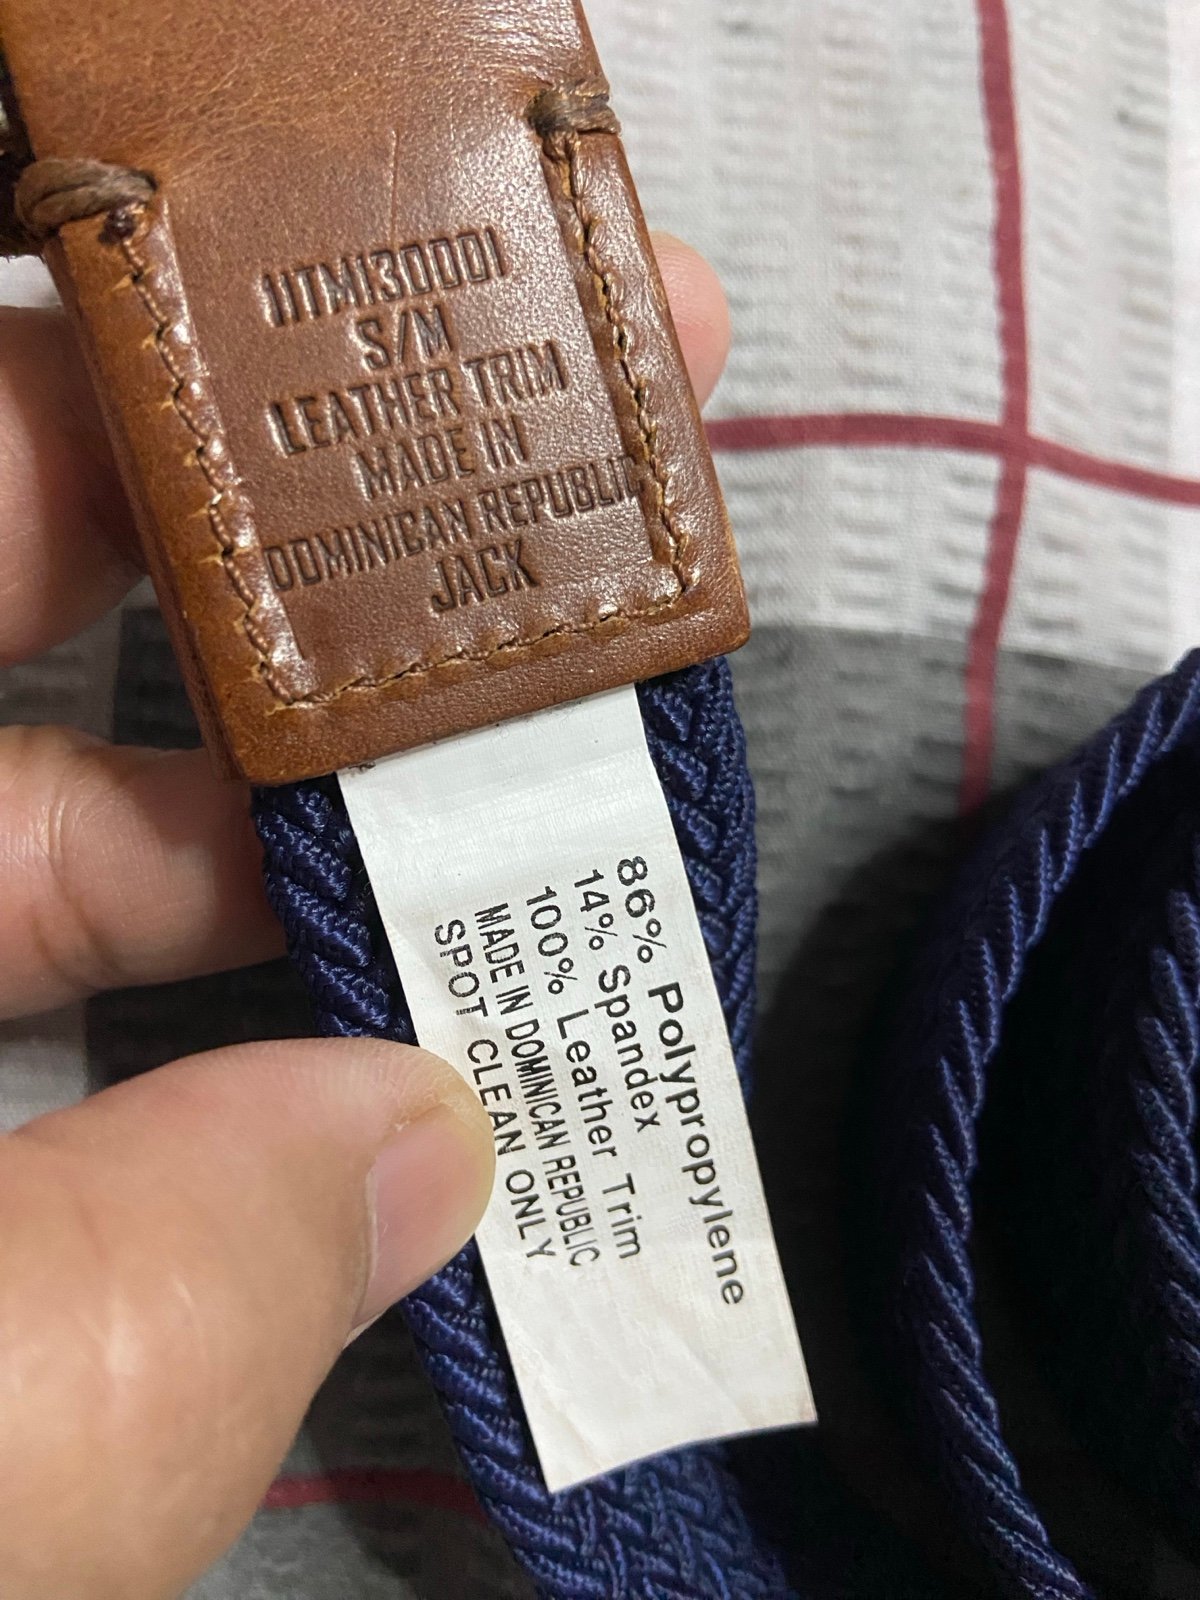 11TM130001
S/M
LEATHER TRIM
MADE IN
DOMINICAN REPUBLIC
JACK
86% Polypropylene
14% Spandex
100% Leather Trim
MADE IN DOMINICAN REPUBLIC
SPOT CLEAN ONLY